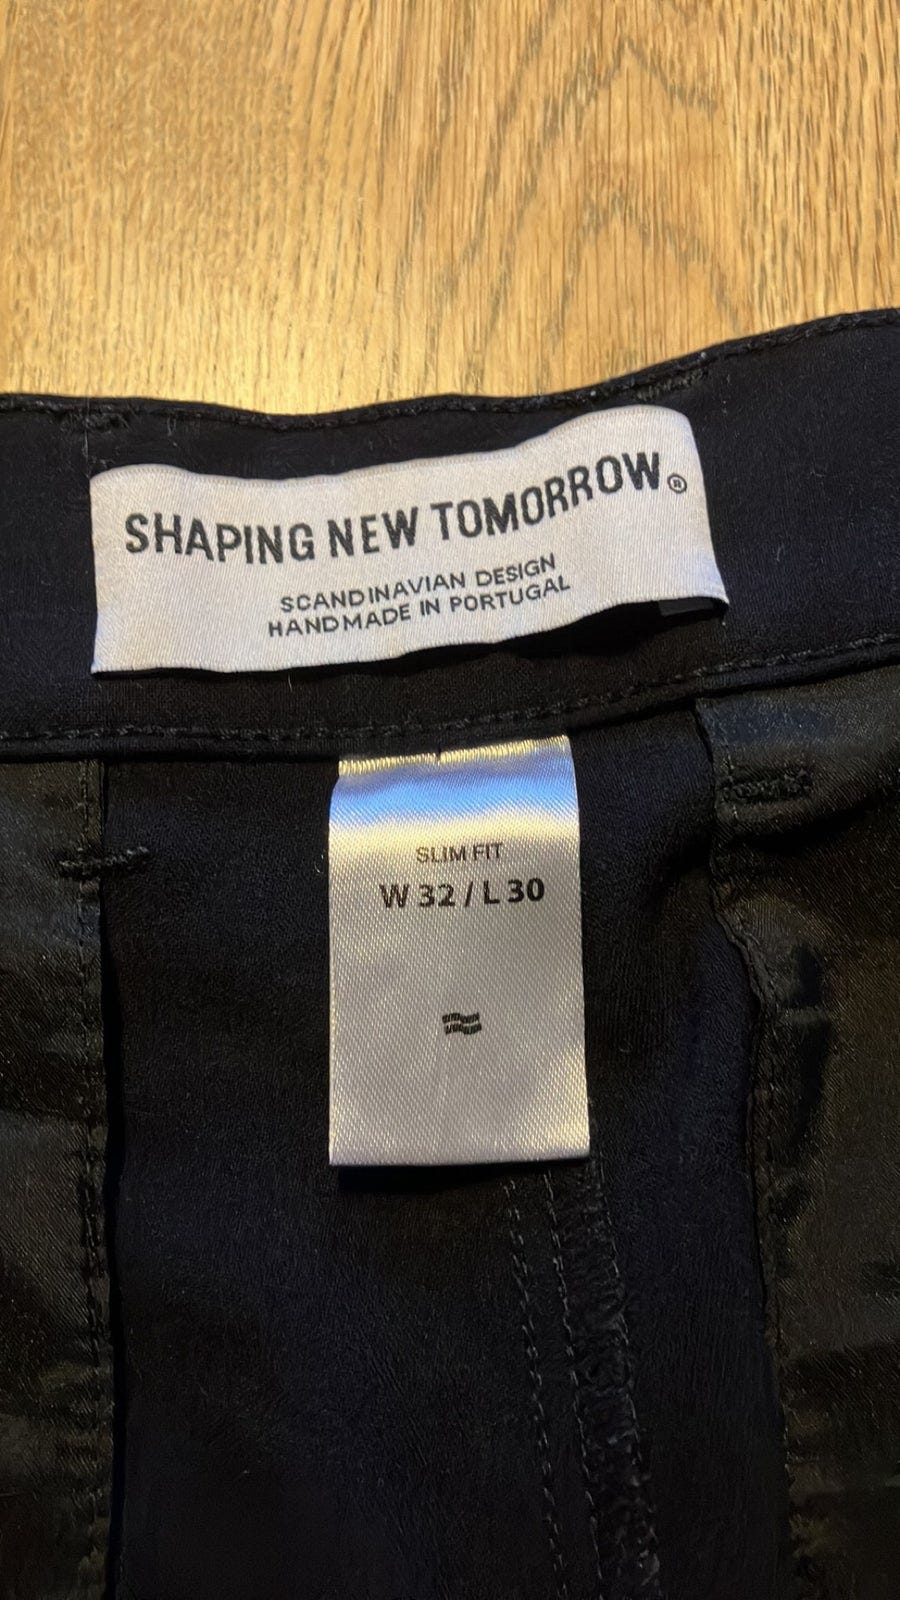 SHAPING NEW TOMORROW®
SCANDINAVIAN DESIGN
HANDMADE IN PORTUGAL
SLIM FIT
W 32 / L 30